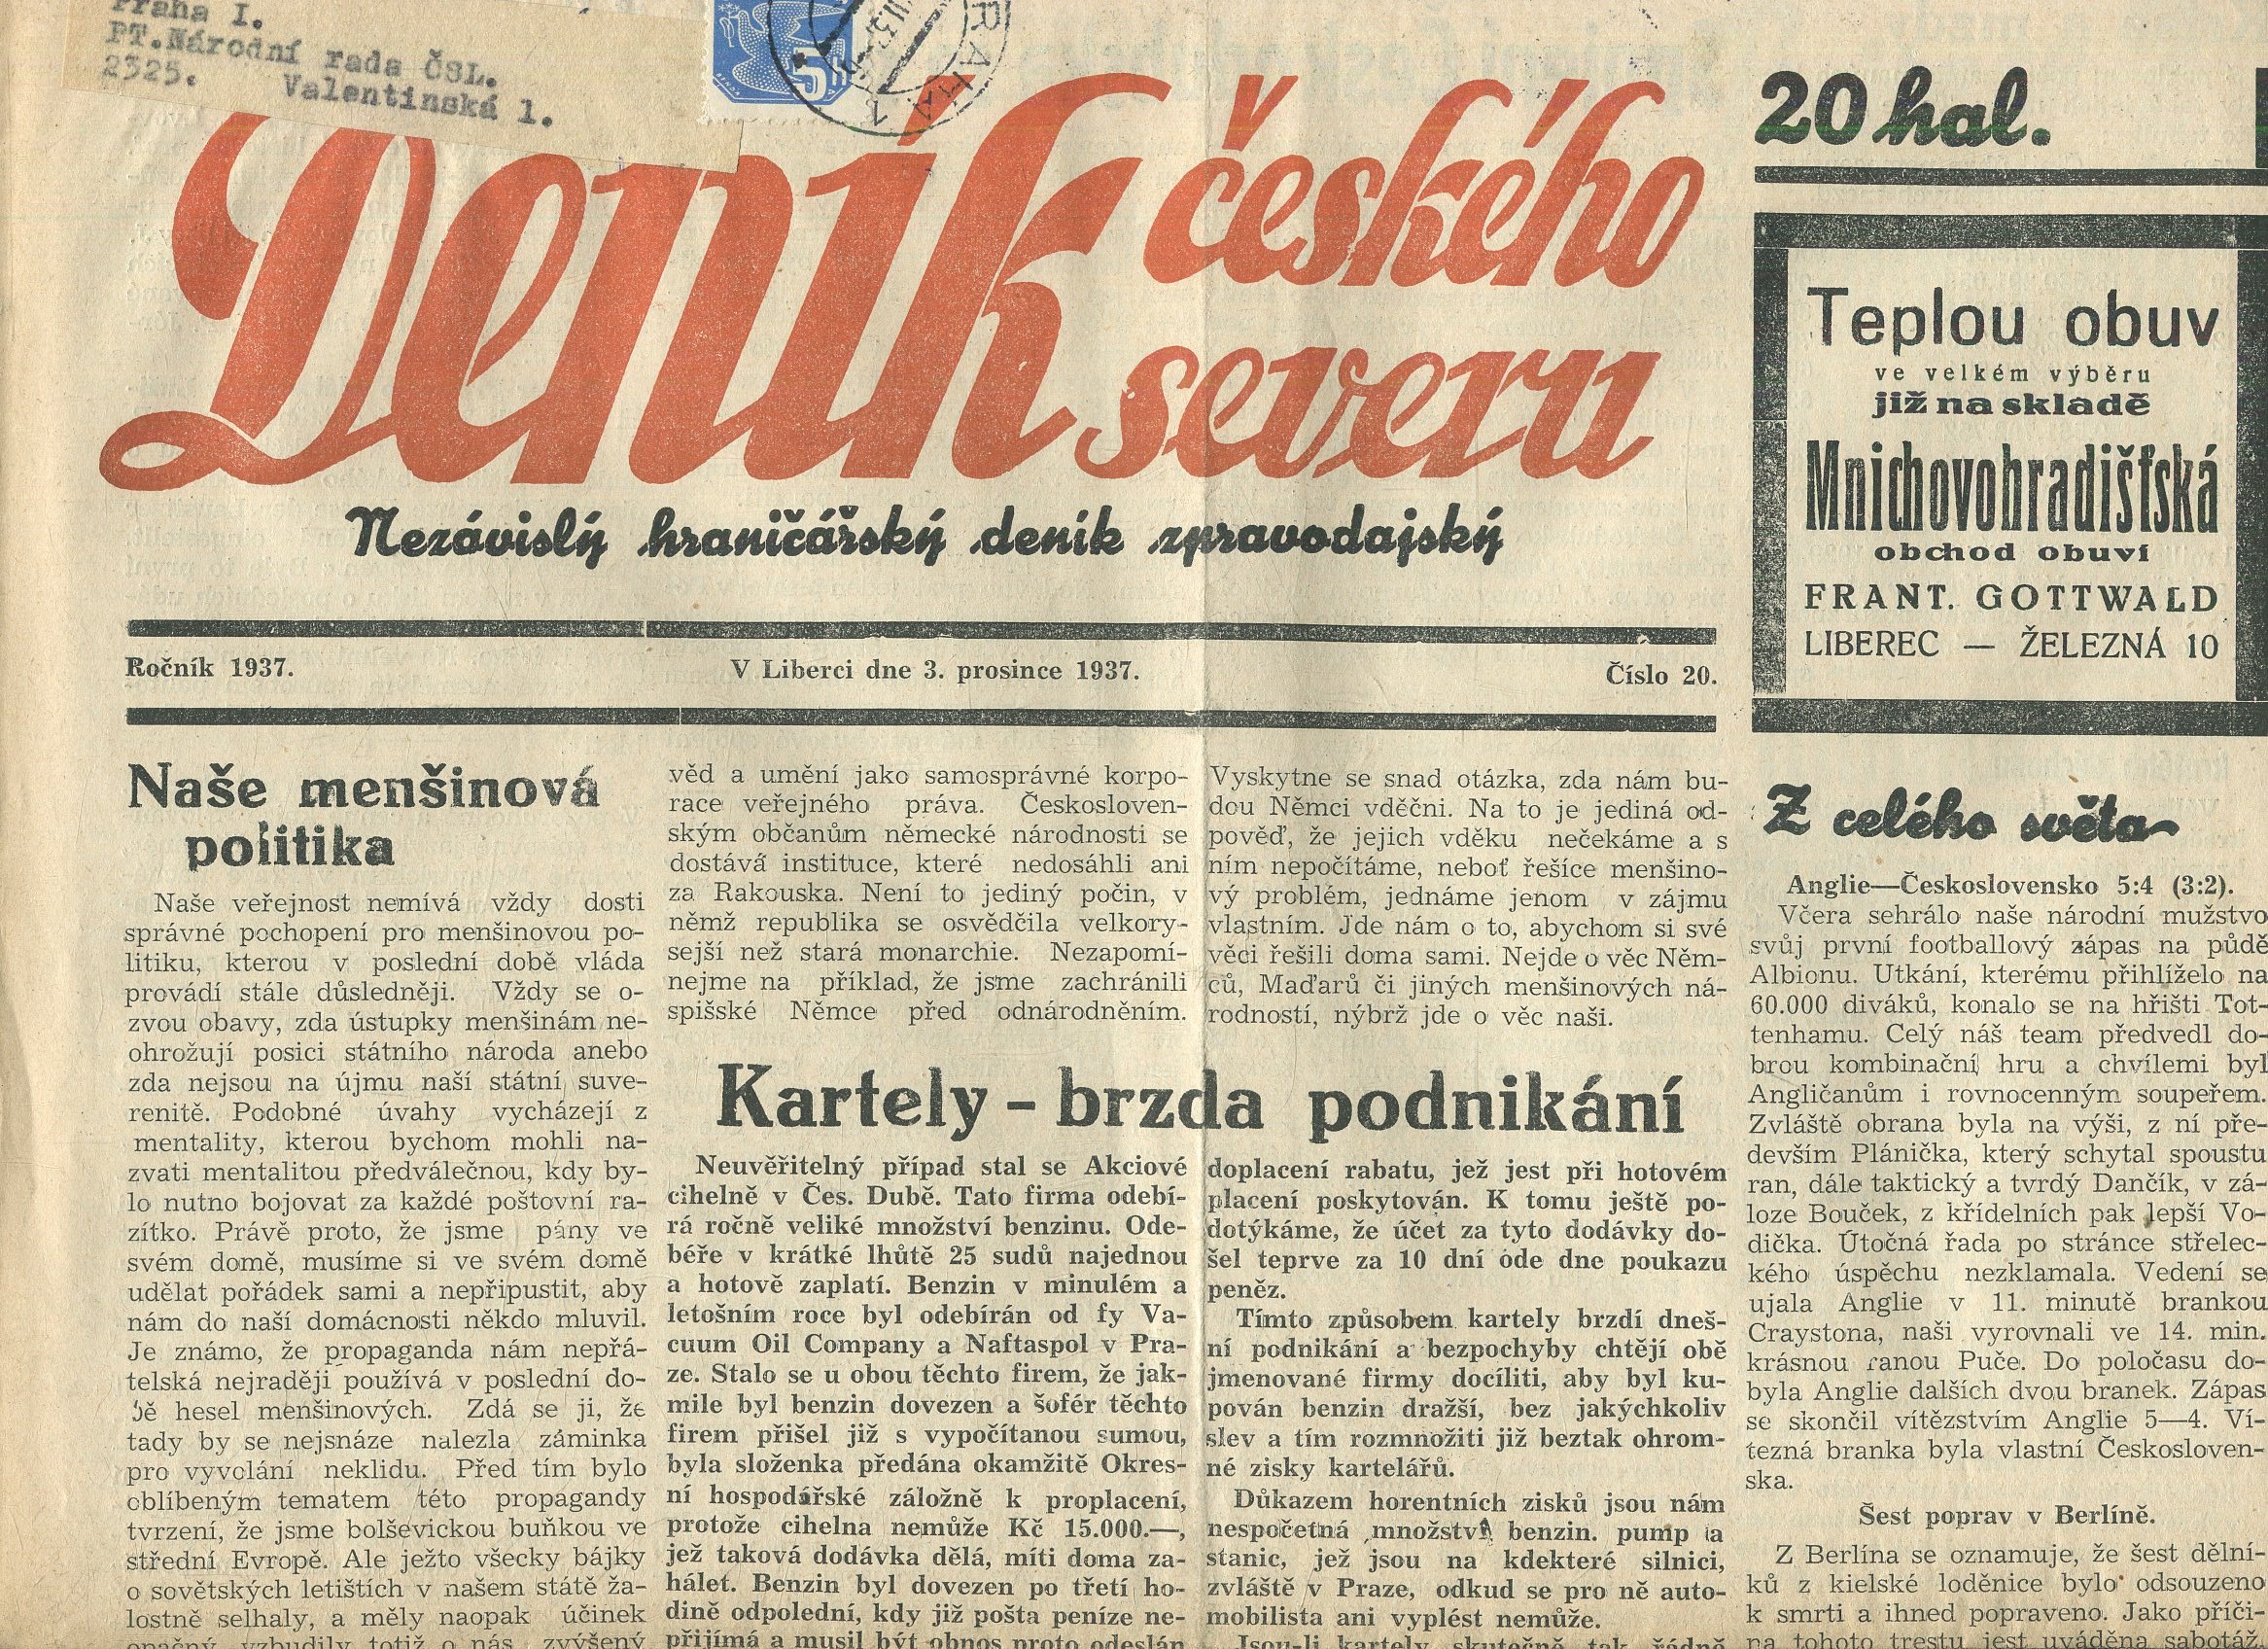 Praha I.
PT.Národní rada ČSL.
2325. Valentinská 1.
5h
Deník českého
severu
Nezávislý hraničářský deník zpravodajský
20 hal.
Teplou obuv
ve velkém výběru
již na skladě
Mnichovohradišťská
obchod obuví
FRANT. GOTTWALD
LIBEREC — ŽELEZNÁ 10
Ročník 1937. V Liberci dne 3. prosince 1937. Číslo 20.
Naše menšinová
politika
Naše veřejnost nemívá vždy dosti
správné pochopení pro menšinovou po-
litiku, kterou v poslední době vláda
provádí stále důsledněji. Vždy se o-
zvou obavy, zda ústupky menšinám ne-
ohrožují posici státního národa anebo
zda nejsou na újmu naší státní suve-
renitě. Podobné úvahy vycházejí z
mentality, kterou bychom mohli na-
zvati mentalitou předválečnou, kdy by-
lo nutno bojovat za každé poštovní ra-
zítko. Právě proto, že jsme pány ve
svém domě, musíme si ve svém domě
udělat pořádek sami a nepřipustit, aby
nám do naší domácnosti někdo mluvil.
Je známo, že propaganda nám nepřá-
telská nejraději používá v poslední do-
bě hesel menšinových. Zdá se ji, že
tady by se nejsnáze nalezla záminka
pro vyvolání neklidu. Před tím bylo
oblíbeným tematem této propagandy
tvrzení, že jsme bolševickou buňkou ve
střední Evropě. Ale ježto všecky bájky
o sovětských letištích v našem státě ža-
lostně selhaly, a měly naopak účinek
opačný, vzbudily totiž o nás zvýšený
věd a umění jako samosprávné korpo-
race veřejného práva. Českosloven-
ským občanům německé národnosti se
dostává instituce, které nedosáhli ani
za Rakouska. Není to jediný počin, v
němž republika se osvědčila velkory-
sejší než stará monarchie. Nezapomí-
nejme na příklad, že jsme zachránili
spišské Němce před odnárodněním.
Vyskytne se snad otázka, zda nám bu-
dou Němci vděčni. Na to je jediná od-
pověď, že jejich vděku nečekáme a s
ním nepočítáme, neboť řešíce menšino-
vý problém, jednáme jenom v zájmu
vlastním. Jde nám o to, abychom si své
věci řešili doma sami. Nejde o věc Něm-
ců, Maďarů či jiných menšinových ná-
rodností, nýbrž jde o věc naši.
Kartely - brzda podnikání
Neuvěřitelný případ stal se Akciové
cihelně v Čes. Dubě. Tato firma odebí-
rá ročně veliké množství benzinu. Ode-
béře v krátké lhůtě 25 sudů najednou
a hotově zaplatí. Benzin v minulém a
letošním roce byl odebírán od fy Va-
cuum Oil Company a Naftaspol v Pra-
ze. Stalo se u obou těchto firem, že jak-
mile byl benzin dovezen a šofér těchto
firem přišel již s vypočítanou sumou,
byla složenka předána okamžitě Okres-
ní hospodářské záložně k proplacení,
protože cihelna nemůže Kč 15.000.—,
jež taková dodávka dělá, míti doma za-
hálet. Benzin byl dovezen po třetí ho-
dině odpolední, kdy již pošta peníze ne-
přijímá a musil být obnos proto odeslán
doplacení rabatu, jež jest při hotovém
placení poskytován. K tomu ještě po-
dotýkáme, že účet za tyto dodávky do-
šel teprve za 10 dní ode dne poukazu
peněz.
Tímto způsobem kartely brzdí dneš-
ní podnikání a bezpochyby chtějí obě
jmenované firmy docíliti, aby byl ku-
pován benzin dražší, bez jakýchkoliv
slev a tím rozmnožiti již beztak ohrom-
né zisky kartelářů.
Důkazem horentních zisků jsou nám
nespočetná množství benzin. pump a
stanic, jež jsou na kdekteré silnici,
zvláště v Praze, odkud se pro ně auto-
mobilista ani vyplést nemůže.
Jsou-li kartely skutečně tak žádně
Z celého světa
Anglie—Československo 5:4 (3:2).
Včera sehrálo naše národní mužstvo
svůj první footballový zápas na půdě
Albionu. Utkání, kterému přihlíželo na
60.000 diváků, konalo se na hřišti Tot-
tenhamu. Celý náš team předvedl do-
brou kombinační hru a chvílemi byl
Angličanům i rovnocenným soupeřem.
Zvláště obrana byla na výši, z ní pře-
devším Plánička, který schytal spoustu
ran, dále taktický a tvrdý Dančík, v zá-
loze Bouček, z křídelních pak lepší Vo-
dička. Útočná řada po stránce střelec-
kého úspěchu nezklamala. Vedení se
ujala Anglie v 11. minutě brankou
Craystona, naši vyrovnali ve 14. min.
krásnou ranou Puče. Do poločasu do-
byla Anglie dalších dvou branek. Zápas
se skončil vítězstvím Anglie 5—4. Ví-
tezná branka byla vlastní Českosloven-
ska.
Šest poprav v Berlíně.
Z Berlína se oznamuje, že šest dělní-
ků z kielské loděnice bylo odsouzeno
k smrti a ihned popraveno. Jako příči-
na tohoto trestu jest uváděna sabotáž